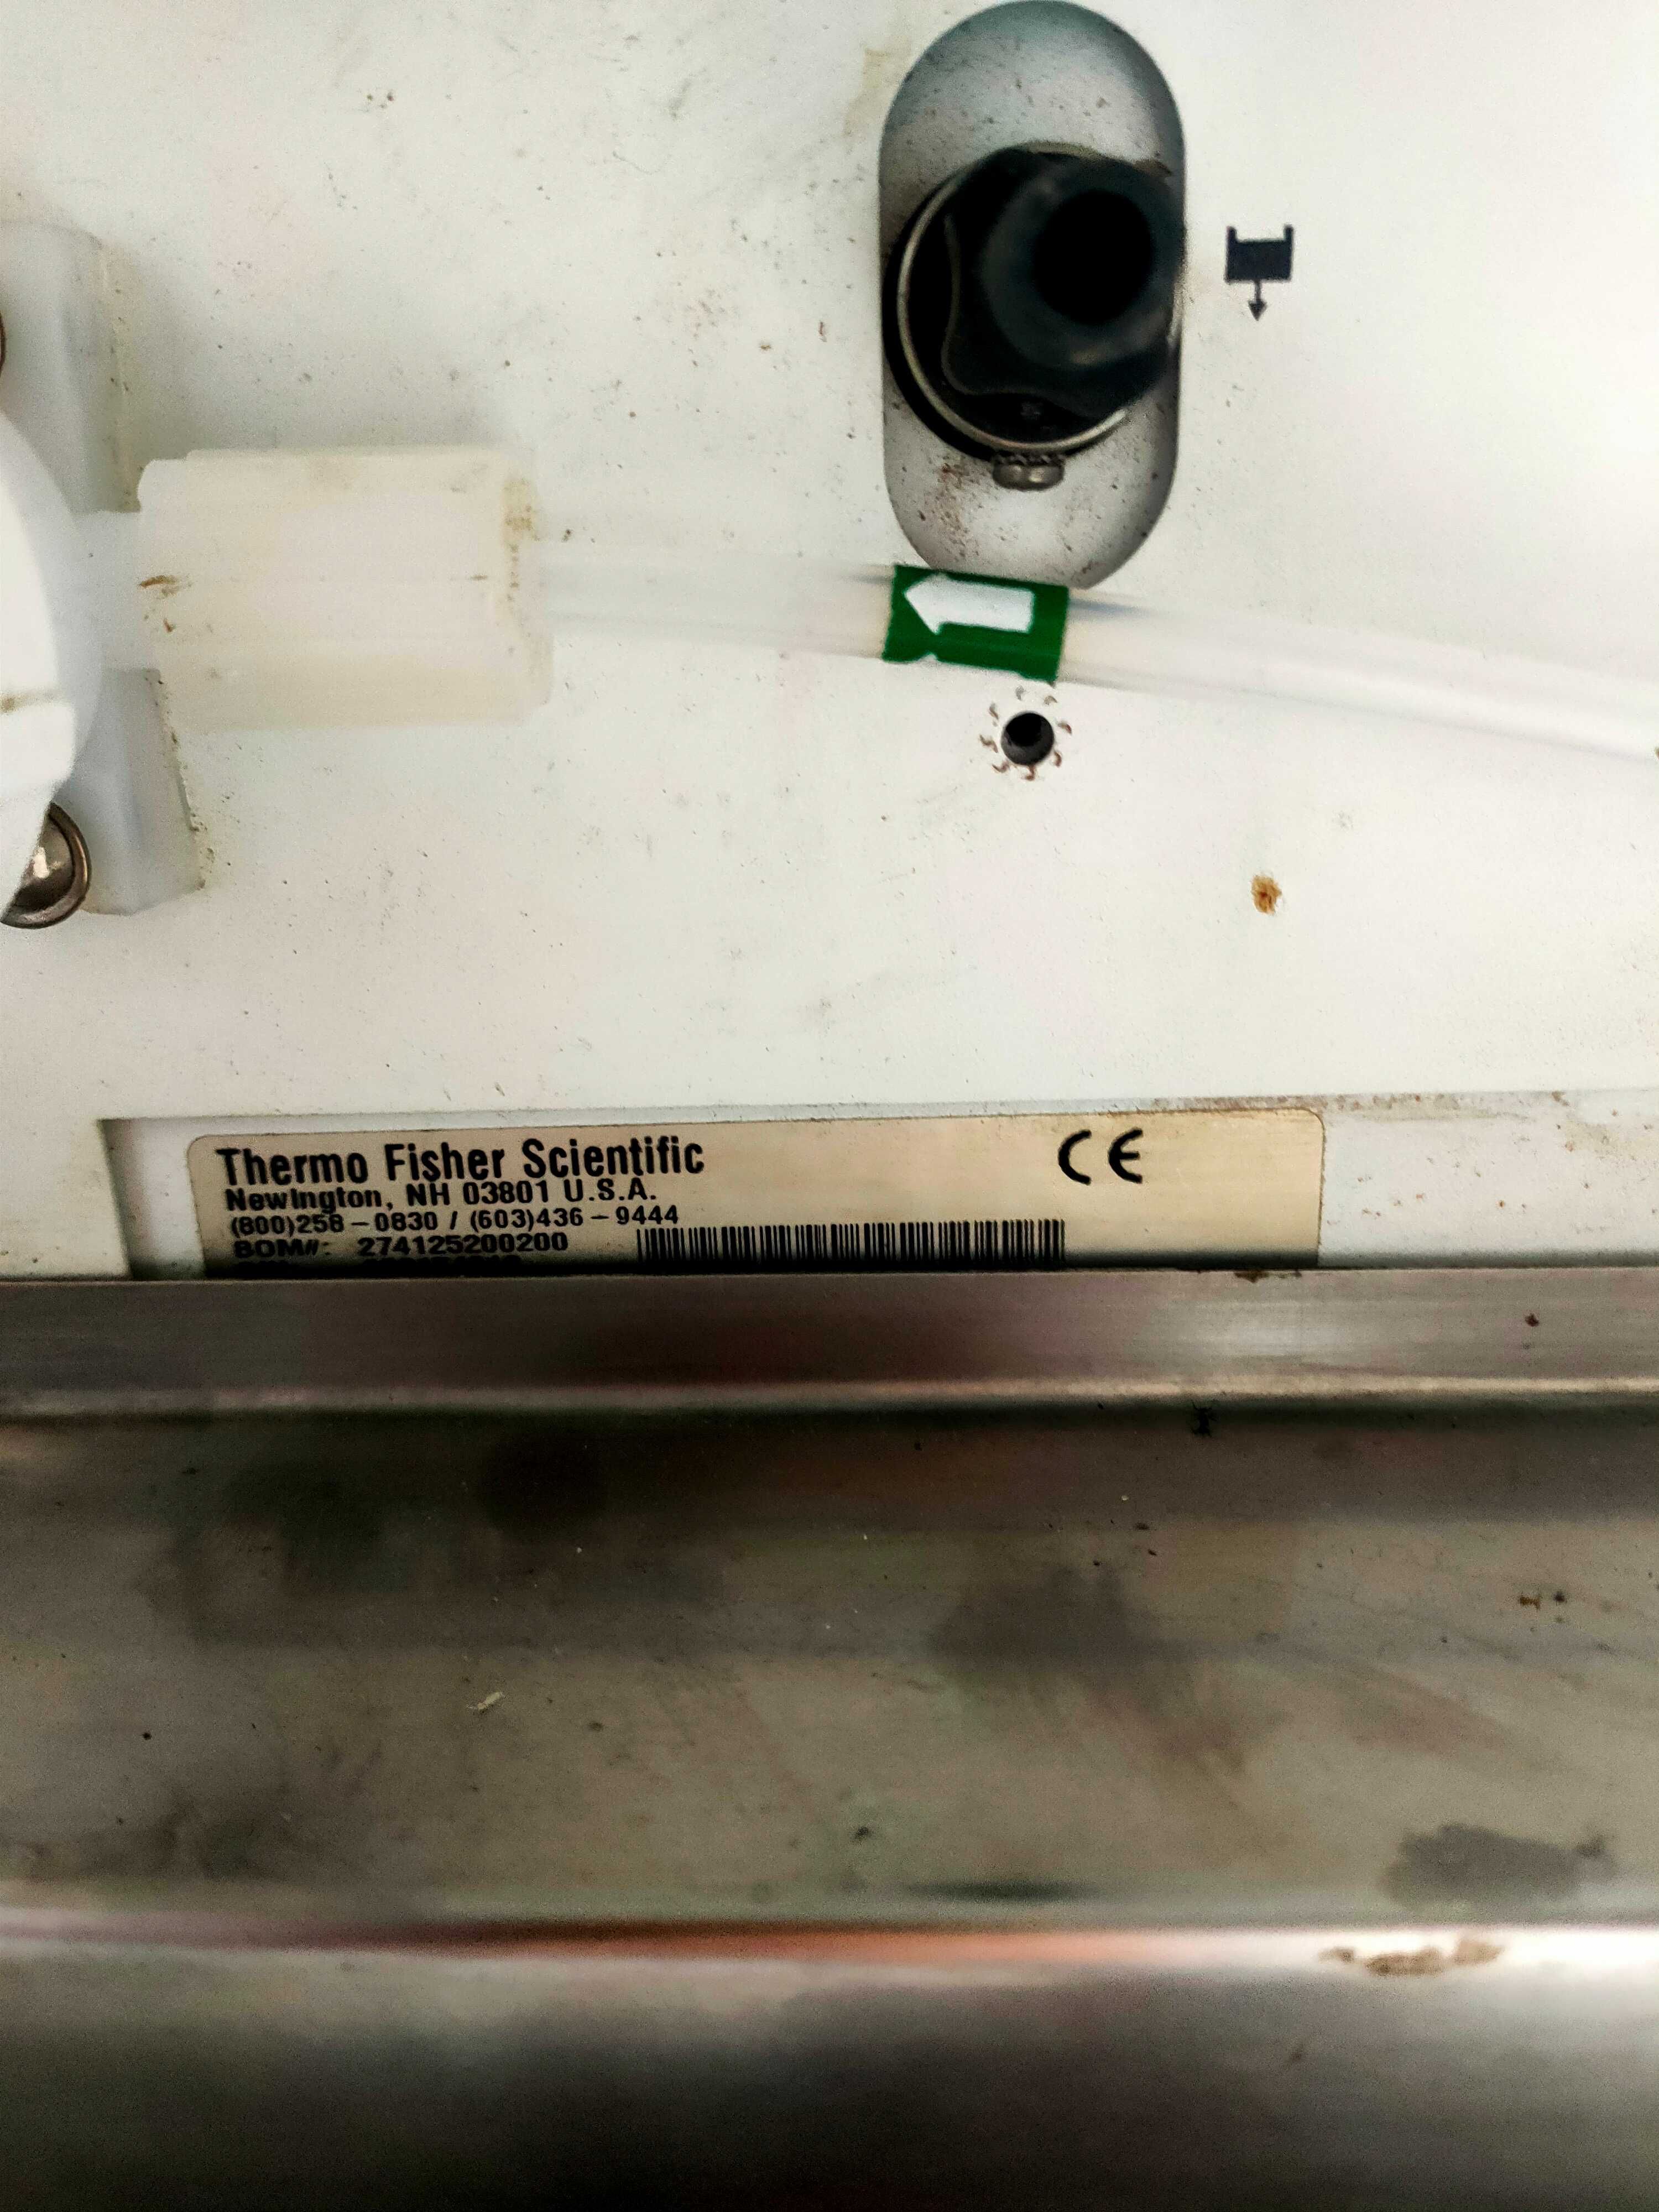 Thermo Fisher Scientific
CE
Newington, NH 03801 U.S.A.
(800)258-0830 / (603)436-9444
BOM#: 274125200200